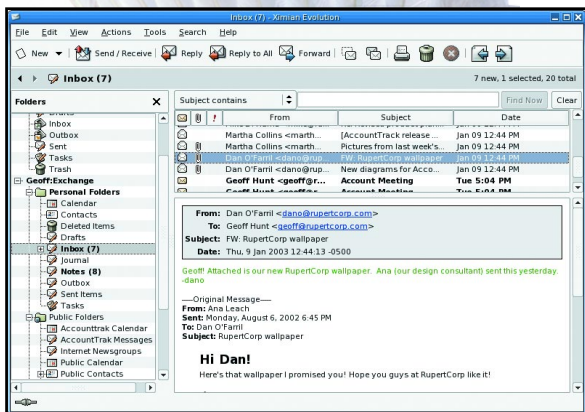 Inbox (7) - Ximian Evolution
File Edit View Actions Tools Search Help
New Send / Receive Reply Reply to All Forward
Inbox (7) 7 new, 1 selected, 20 total
Folders
Subject contains Find Now Clear
From Subject Date
Drafts
Inbox
Outbox
Sent
Tasks
Trash
Geoff:Exchange
Personal Folders
Calendar
Contacts
Deleted Items
Drafts
Inbox (7)
Journal
Notes (8)
Outbox
Sent Items
Tasks
Public Folders
Accounttrak Calendar
AccountTrak Messages
Internet Newsgroups
Public Calendar
Public Contacts
Martha Collins <marth... [AccountTrack release ... Jan 09 12:44 PM
Martha Collins <marth... Pictures from last week's... Jan 09 12:44 PM
Dan O'Farril <dano@rup... FW: RupertCorp wallpaper Jan 09 12:44 PM
Dan O'Farril <dano@rup... New diagrams for Acco... Jan 09 12:44 PM
Geoff Hunt <geoff@r... Account Meeting Tue 5:04 PM
Geoff Hunt <geoff@r... Account Meeting Tue 5:04 PM
From: Dan O'Farril <dano@rupertcorp.com>
To: Geoff Hunt <geoff@rupertcorp.com>
Subject: FW: RupertCorp wallpaper
Date: Thu, 9 Jan 2003 12:44:13 -0500
Geoff! Attached is our new RupertCorp wallpaper. Ana (our design consultant) sent this yesterday.
-dano
-----Original Message-----
From: Ana Leach
Sent: Monday, August 6, 2002 6:45 PM
To: Dan O'Farril
Subject: RupertCorp wallpaper
Hi Dan!
Here's that wallpaper I promised you! Hope you guys at RupertCorp like it!